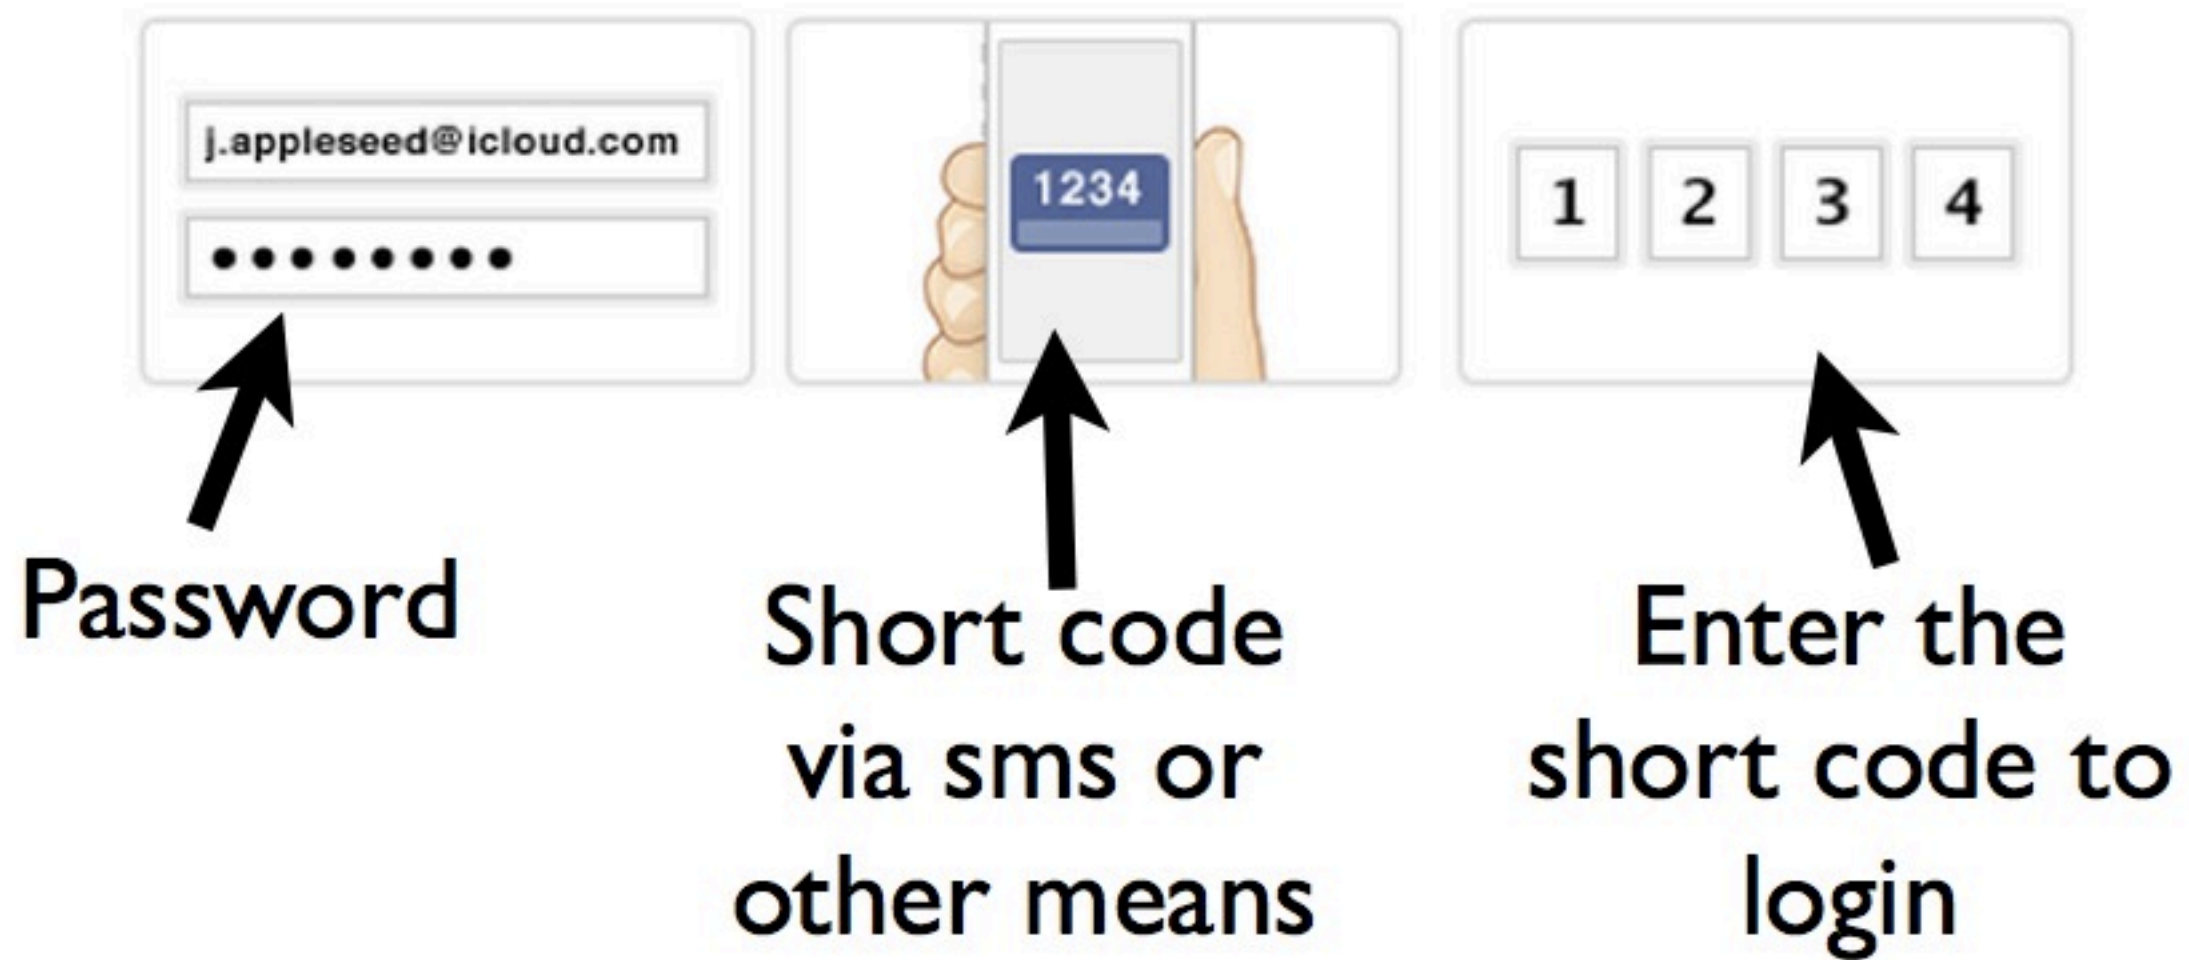 j.appleseed@icloud.com
••••••••
1234
1 2 3 4
Password
Short code
via sms or
other means
Enter the
short code to
login